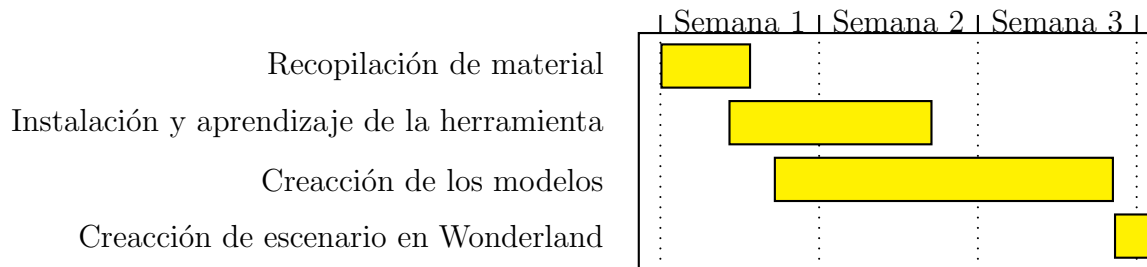 Semana 1 Semana 2 Semana 3
Recopilación de material
Instalación y aprendizaje de la herramienta
Creacción de los modelos
Creacción de escenario en Wonderland